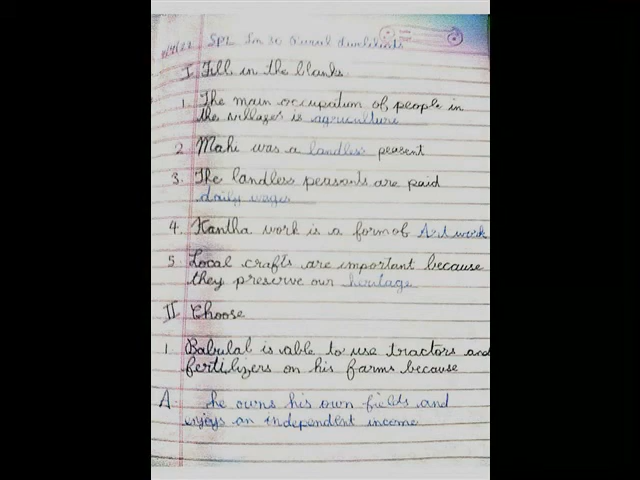 SPL Ln 30 Rural
I Fill in the blanks
1. The main occupation of people in
the villages is agriculture
2 Mahi was a landless peasent
3. The landless peasants are paid
daily wages
4. Kantha work is a form of Art work
5 Local crafts are important because
they preserve our heritage
II Choose
1 Babulal is able to use tractors and
fertilizers on his farms because
A. he owns his own fields and
enjoys an independent income